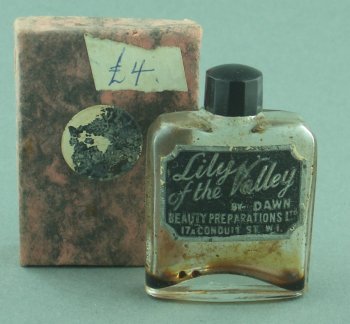 £4
Lily
of the Valley
BY DAWN
BEAUTY PREPARATIONS LTD
17A CONDUIT ST. W.1.